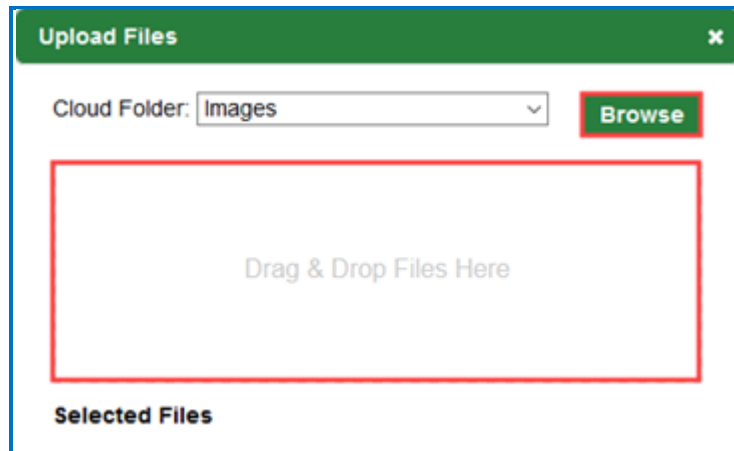 Upload Files
Cloud Folder: Images
Browse
Drag & Drop Files Here
Selected Files